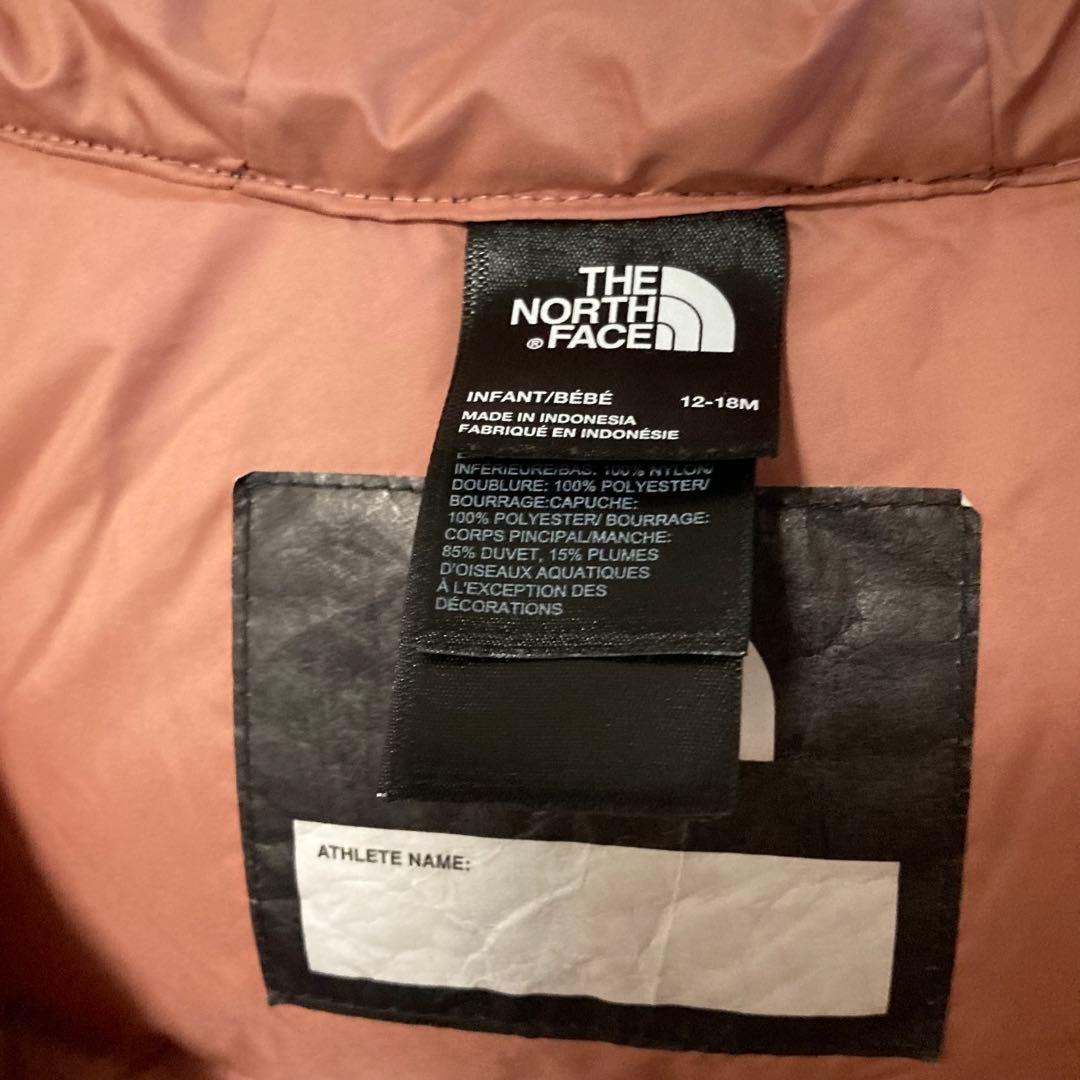 THE
NORTH
® FACE
INFANT/BÉBÉ 12-18M
MADE IN INDONESIA
FABRIQUÉ EN INDONÉSIE
INFÉRIEURE/BAS: 100% NYLON/
DOUBLURE: 100% POLYESTER/
BOURRAGE:CAPUCHE:
100% POLYESTER/ BOURRAGE:
CORPS PINCIPAL/MANCHE:
85% DUVET, 15% PLUMES
D'OISEAUX AQUATIQUES
À L'EXCEPTION DES
DÉCORATIONS
ATHLETE NAME: